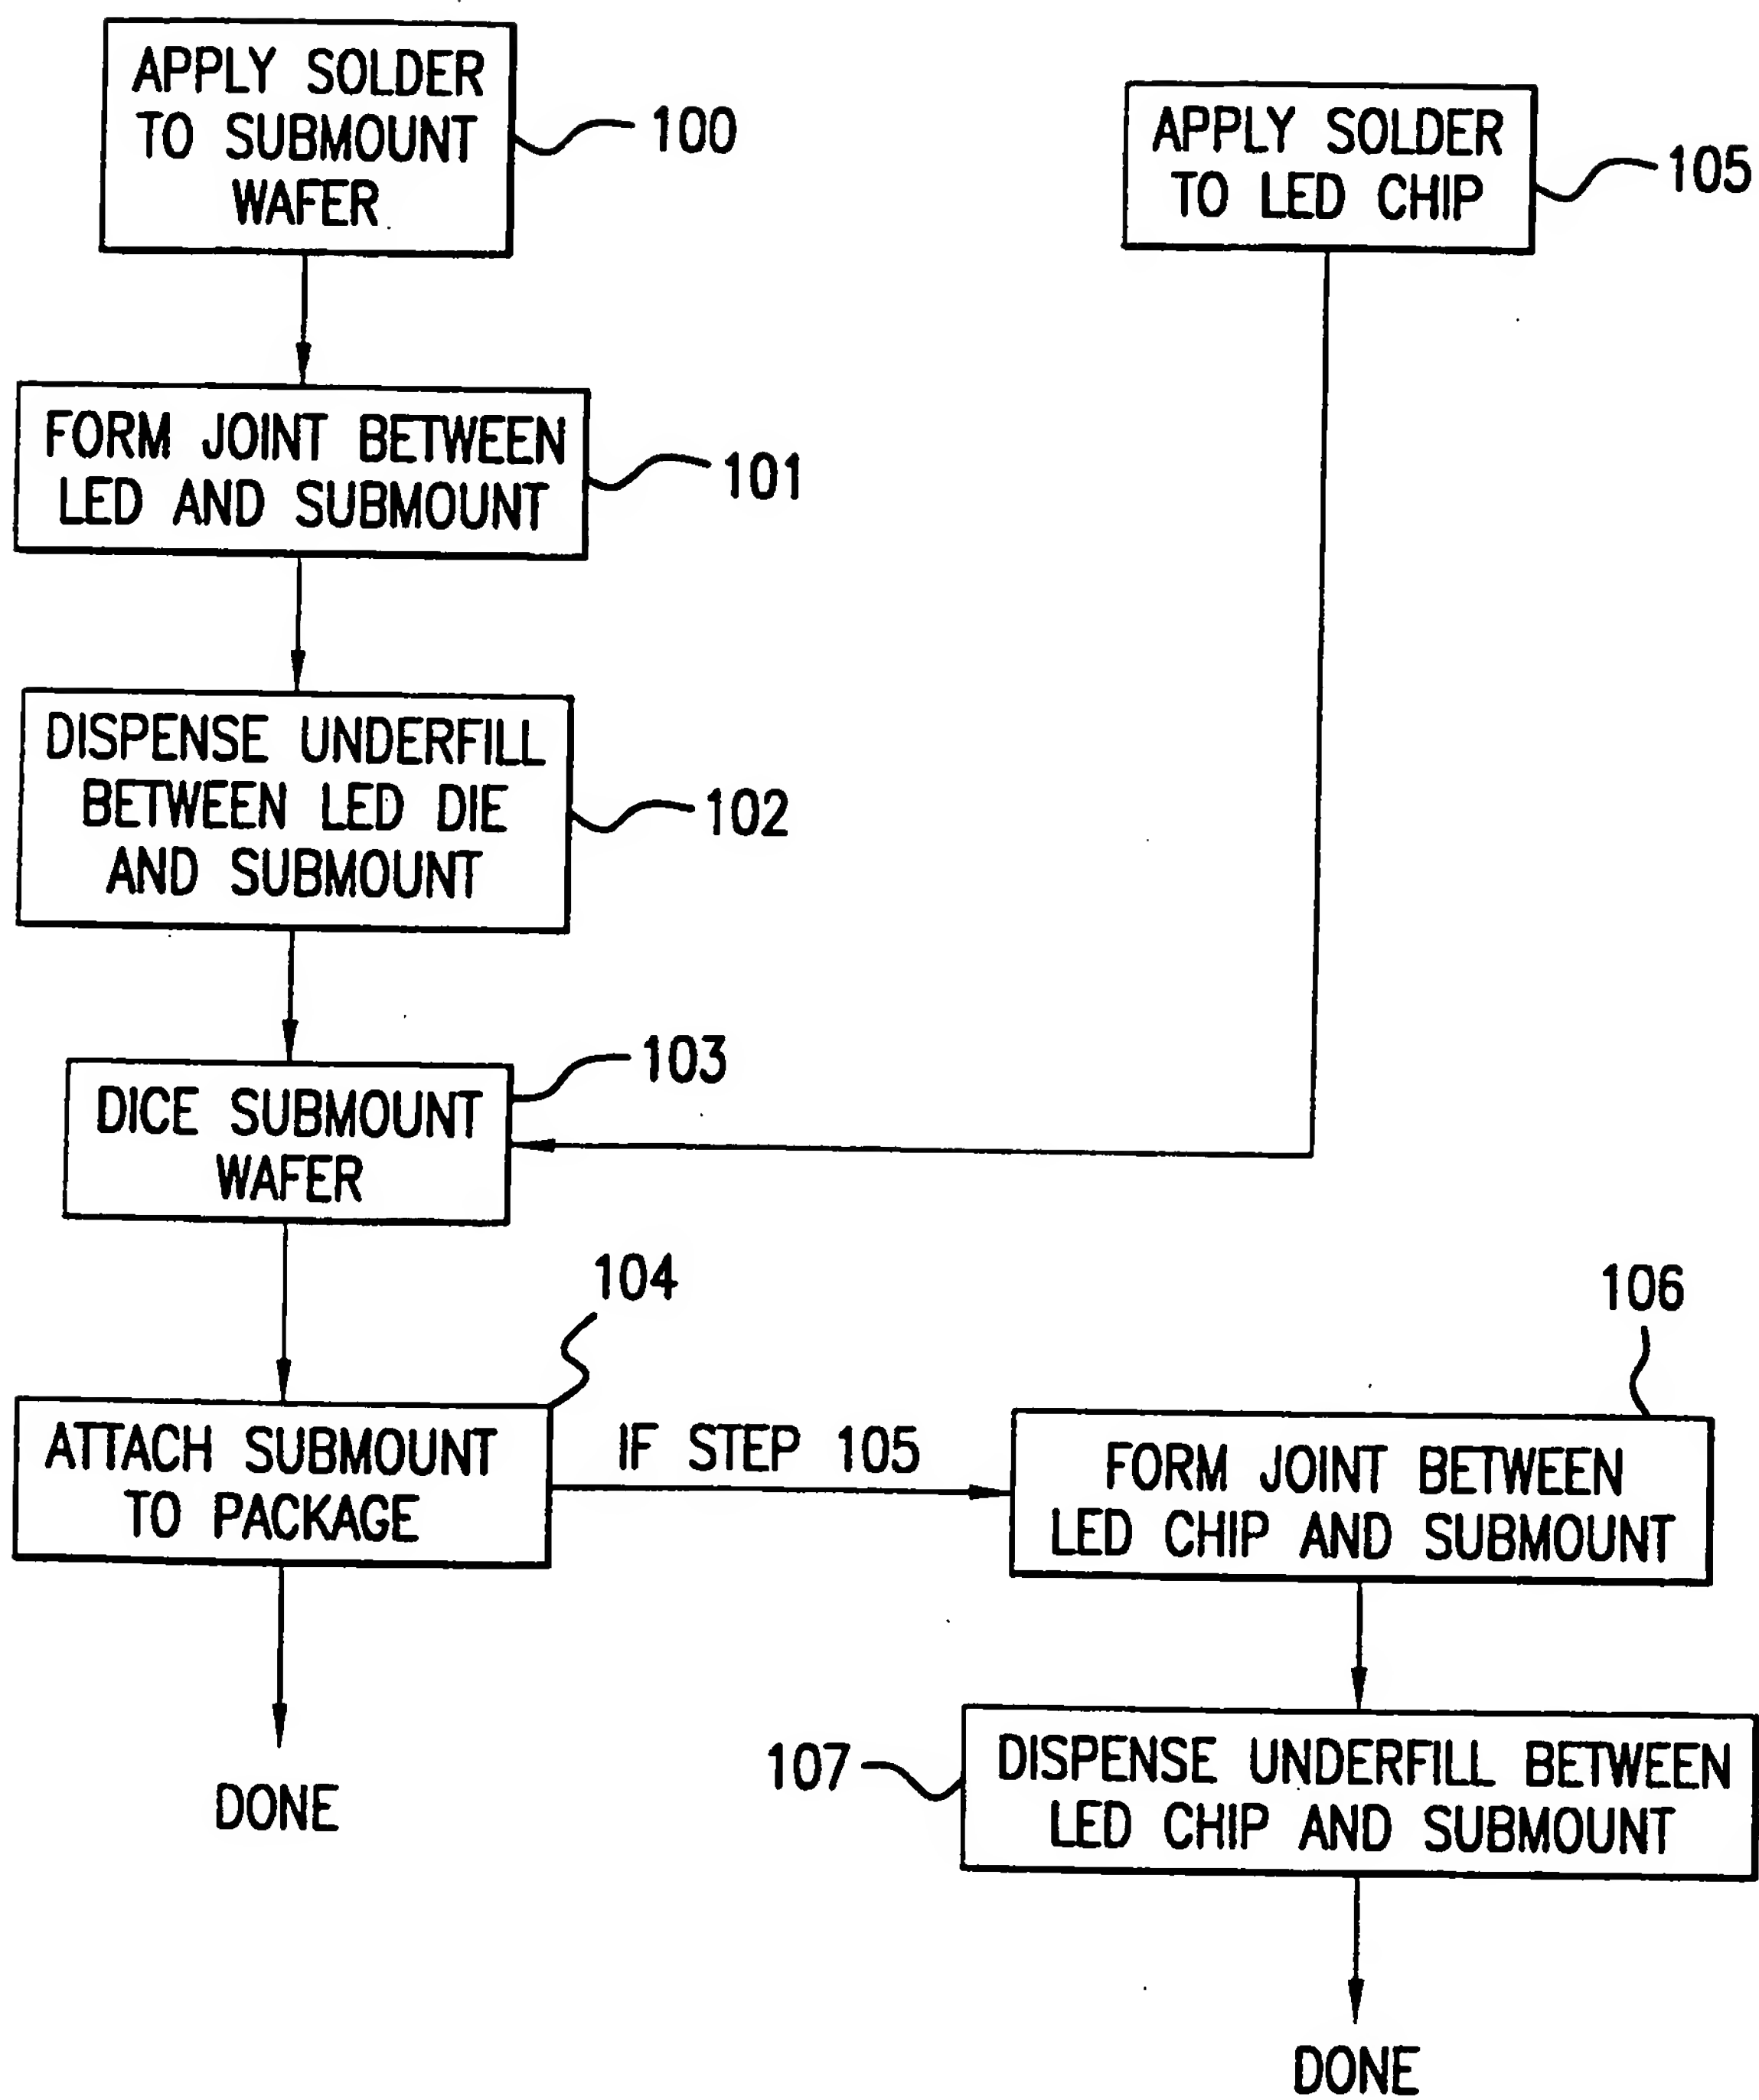 APPLY SOLDER
TO SUBMOUNT
WAFER
100
APPLY SOLDER
TO LED CHIP
105
FORM JOINT BETWEEN
LED AND SUBMOUNT
101
DISPENSE UNDERFILL
BETWEEN LED DIE
AND SUBMOUNT
102
DICE SUBMOUNT
WAFER
103
ATTACH SUBMOUNT
TO PACKAGE
104
IF STEP 105
FORM JOINT BETWEEN
LED CHIP AND SUBMOUNT
106
DISPENSE UNDERFILL BETWEEN
LED CHIP AND SUBMOUNT
107
DONE
DONE